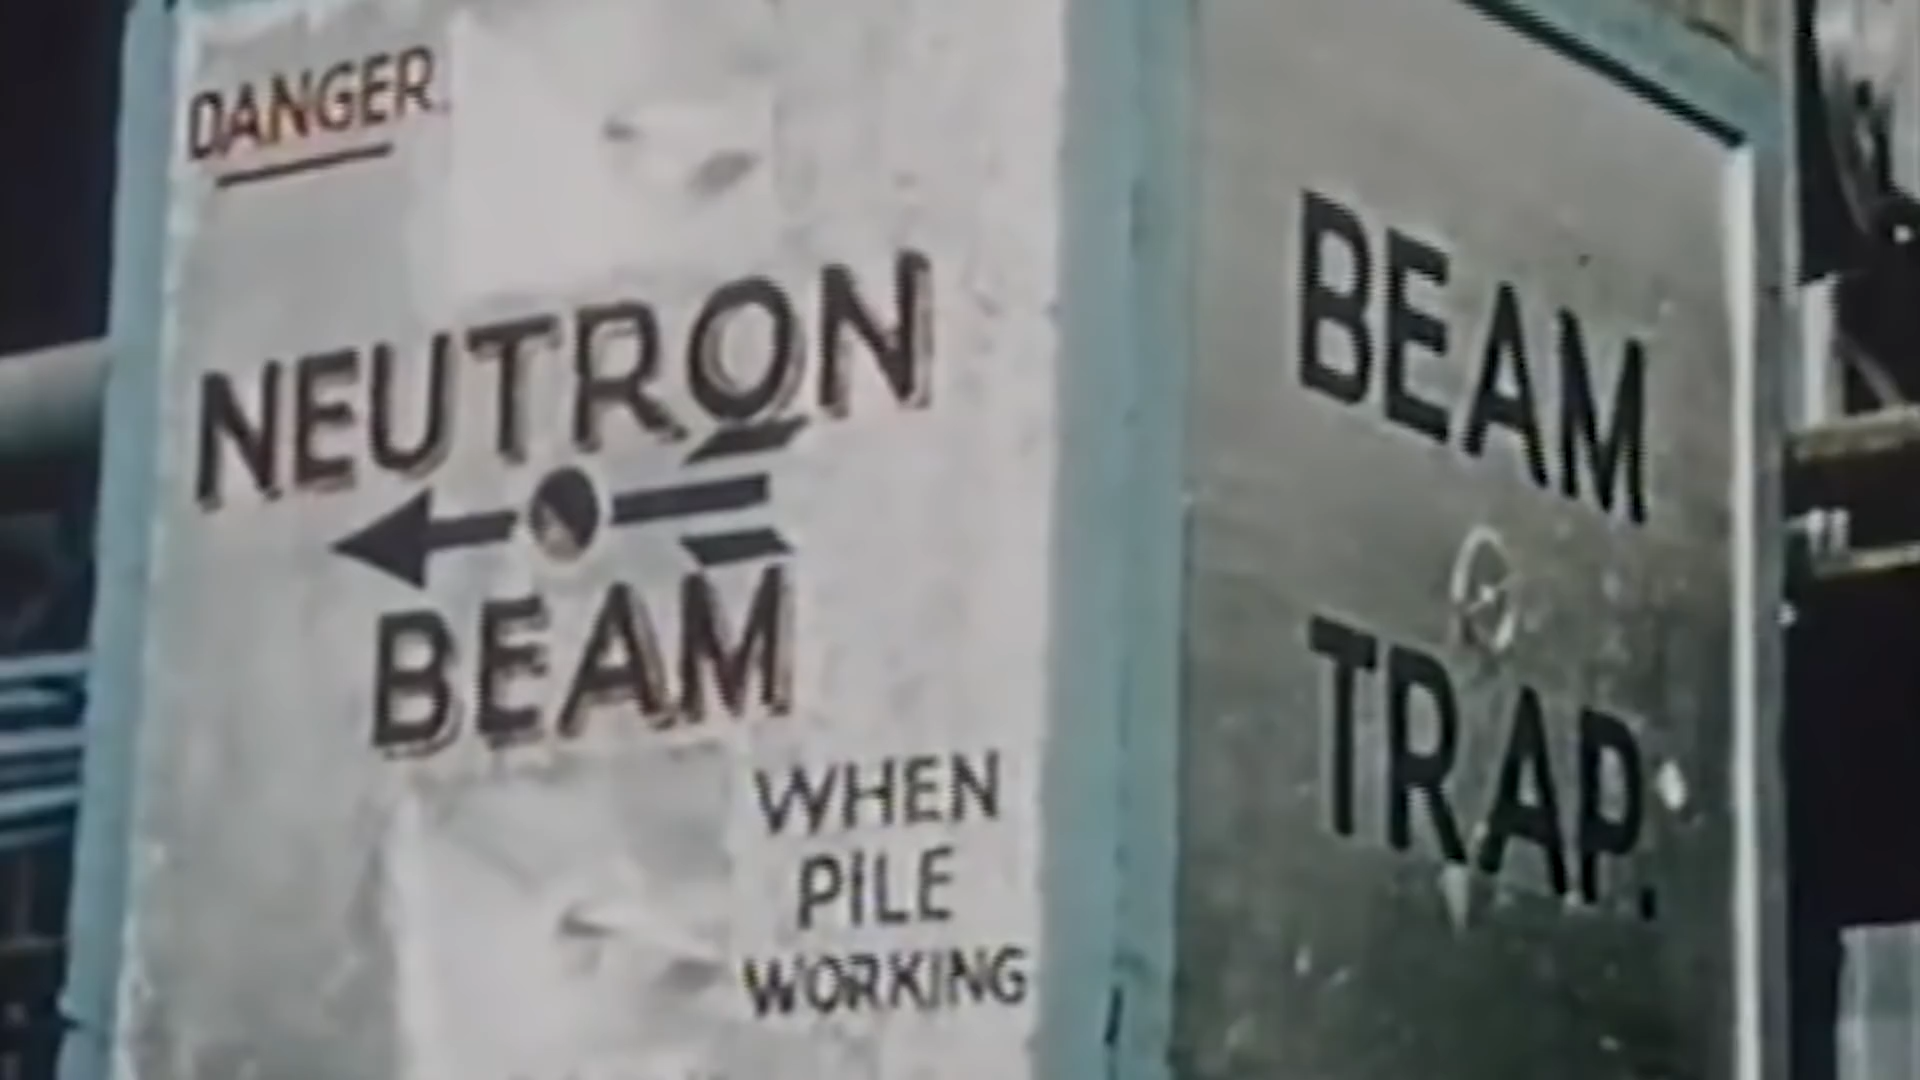 DANGER.
NEUTRON
BEAM
WHEN
PILE
WORKING
BEAM
TRAP.